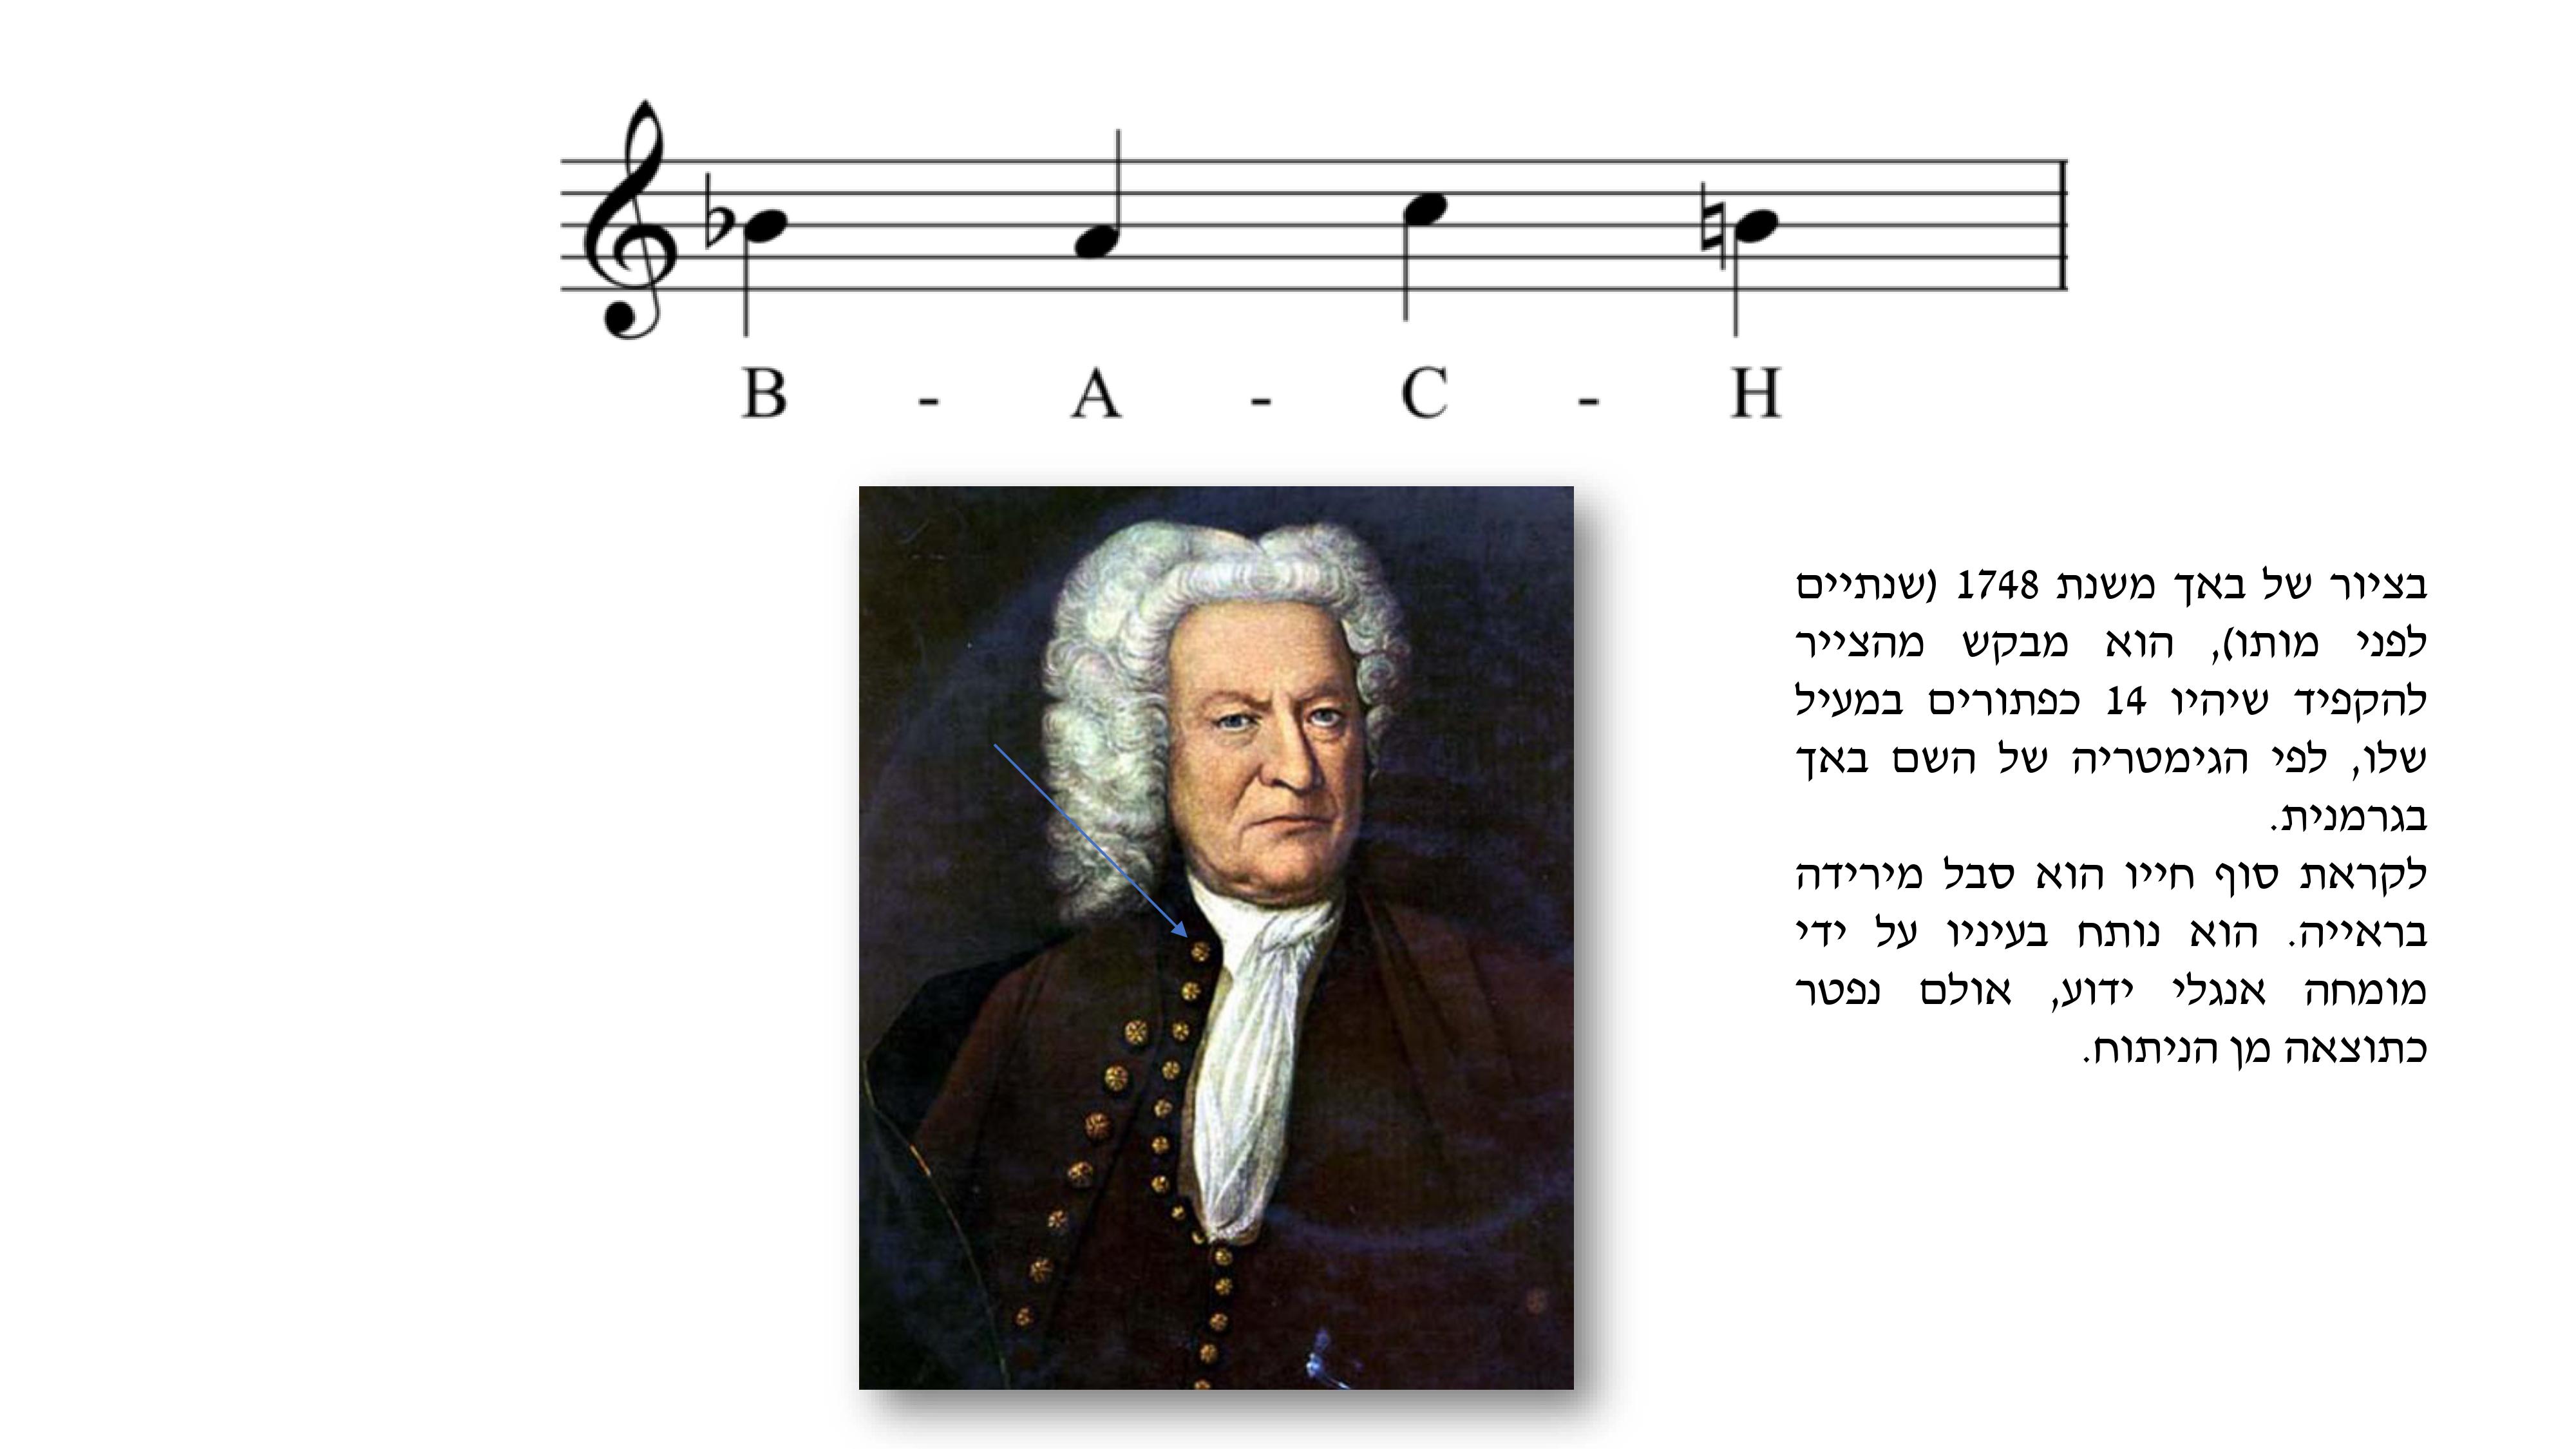 B - A - C - H
בציור של באך משנת 1748 (שנתיים
לפני מותו), הוא מבקש מהצייר
להקפיד שיהיו 14 כפתורים במעיל
שלו, לפי הגימטריה של השם באך
בגרמנית.
לקראת סוף חייו הוא סבל מירידה
בראייה. הוא נותח בעיניו על ידי
מומחה אנגלי ידוע, אולם נפטר
כתוצאה מן הניתוח.